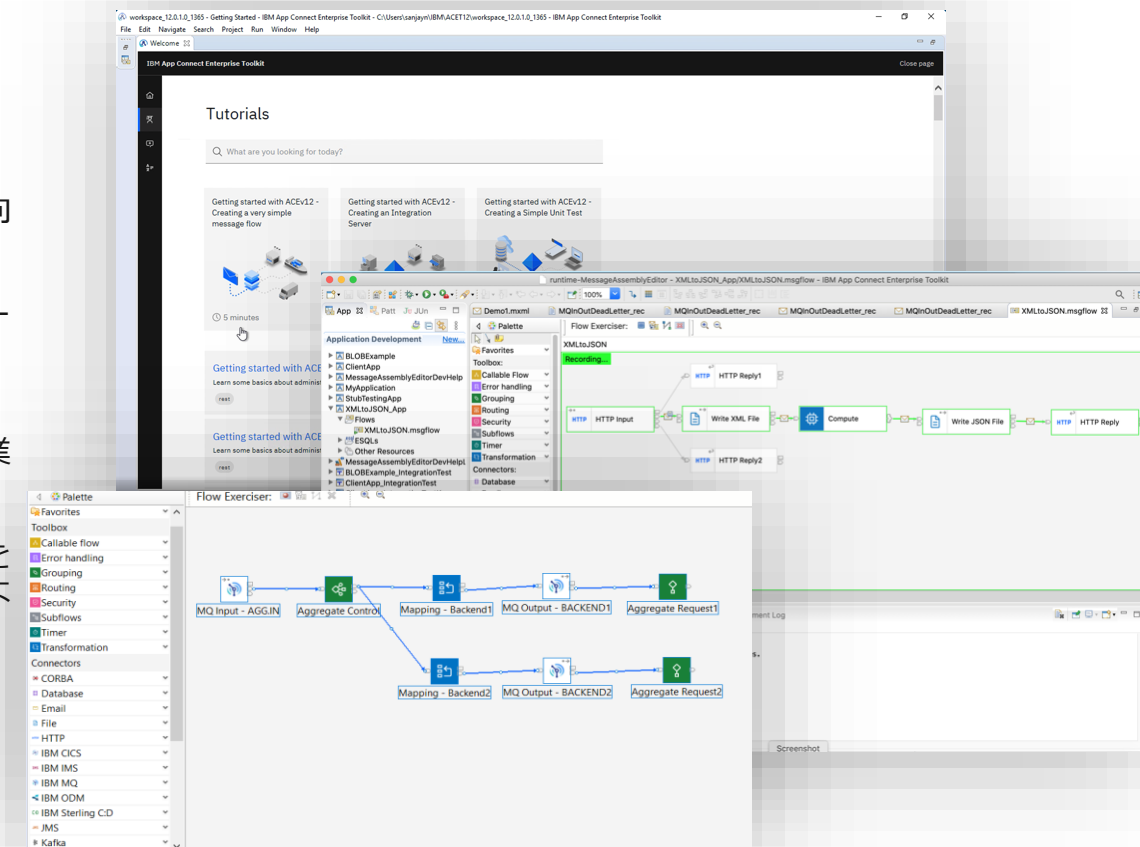 workspace_12.0.1.0_1365 - Getting Started - IBM App Connect Enterprise Toolkit - C:\Users\sanjayn\IBM\ACET12\workspace_12.0.1.0_1365
File Edit Navigate Search Project Run Window Help
Welcome
IBM App Connect Enterprise Toolkit
Close page
Tutorials
What are you looking for today?
Getting started with ACEv12 -
Creating a very simple
message flow
5 minutes
Getting started with ACEv12 -
Creating an Integration
Server
Getting started with ACEv12 -
Creating a Simple Unit Test
Getting started with ACE
Learn some basics about adminis
rest
Getting started with ACE
Learn some basics about adminis
rest
runtime-MessageAssemblyEditor - XMLtoJSON_App/XMLtoJSON.msgflow - IBM App Connect Enterprise Toolkit
100%
App Patt JUn
Demo1.mxml MQInOutDeadLetter_rec MQInOutDeadLetter_rec MQInOutDeadLetter_rec MQInOutDeadLetter_rec XMLtoJSON.msgflow
Application Development New...
BLOBExample
ClientApp
MessageAssemblyEditorDevHelp
MyApplication
StubTestingApp
XMLtoJSON_App
Flows
XMLtoJSON.msgflow
ESQLs
Other Resources
MessageAssemblyEditorDevHelpI
BLOBExample_IntegrationTest
ClientApp_IntegrationTest
Palette
Favorites
Toolbox:
Callable Flow
Error handling
Grouping
Routing
Security
Subflows
Timer
Transformation
Connectors:
Database
Flow Exerciser:
XMLtoJSON
Recording...
HTTP HTTP Reply1
HTTP HTTP Input
Write XML File
Compute
Write JSON File
HTTP HTTP Reply
HTTP HTTP Reply2
ment Log
s.
Screenshot
Palette
Favorites
Toolbox
Callable flow
Error handling
Grouping
Routing
Security
Subflows
Timer
Transformation
Connectors
CORBA
Database
Email
File
HTTP
IBM CICS
IBM IMS
IBM MQ
IBM ODM
IBM Sterling C:D
JMS
Kafka
Flow Exerciser:
MQ Input - AGG.IN
Aggregate Control
Mapping - Backend1
MQ Output - BACKEND1
Aggregate Request1
Mapping - Backend2
MQ Output - BACKEND2
Aggregate Request2